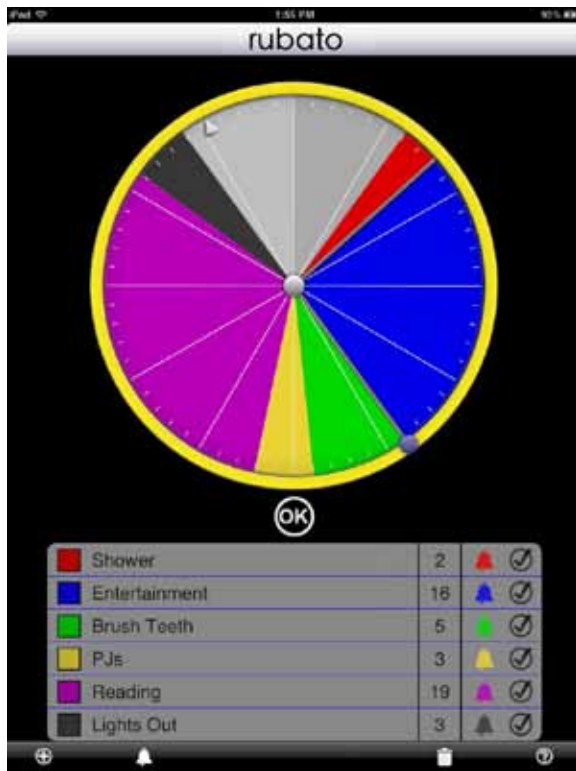 iPad 1:55 PM 90%
rubato
OK
Shower 2
Entertainment 16
Brush Teeth 5
PJs 3
Reading 19
Lights Out 3